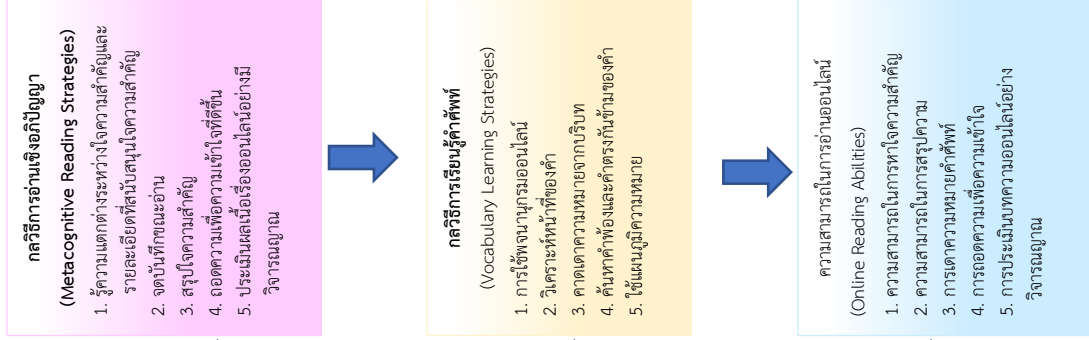 กลวิธีการอ่านเชิงอภิปัญญา
(Metacognitive Reading Strategies)
1. รู้ความแตกต่างระหว่างใจความสำคัญและ
รายละเอียดที่สนับสนุนใจความสำคัญ
2. จดบันทึกขณะอ่าน
3. สรุปใจความสำคัญ
4. ถอดความเพื่อความเข้าใจที่ดีขึ้น
5. ประเมินผลเนื้อเรื่องออนไลน์อย่างมี
วิจารณญาณ
กลวิธีการเรียนรู้คำศัพท์
(Vocabulary Learning Strategies)
1. การใช้พจนานุกรมออนไลน์
2. วิเคราะห์หน้าที่ของคำ
3. คาดเดาความหมายจากบริบท
4. ค้นหาคำพ้องและคำตรงกันข้ามของคำ
5. ใช้แผนภูมิความหมาย
ความสามารถในการอ่านออนไลน์
(Online Reading Abilities)
1. ความสามารถในการหาใจความสำคัญ
2. ความสามารถในการสรุปความ
3. การเดาความหมายคำศัพท์
4. การถอดความเพื่อความเข้าใจ
5. การประเมินบทความออนไลน์อย่าง
วิจารณญาณ